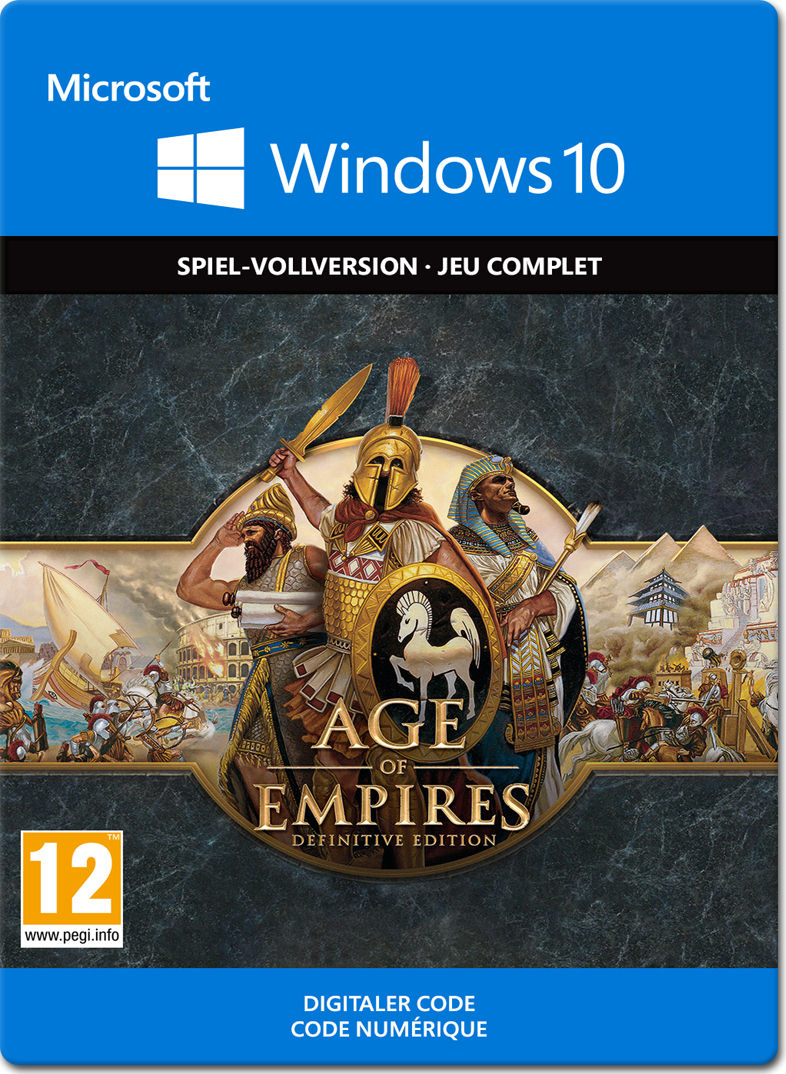 Microsoft
Windows 10
SPIEL-VOLLVERSION · JEU COMPLET
AGE
OF
EMPIRES
DEFINITIVE EDITION
12™
www.pegi.info
DIGITALER CODE
CODE NUMÉRIQUE